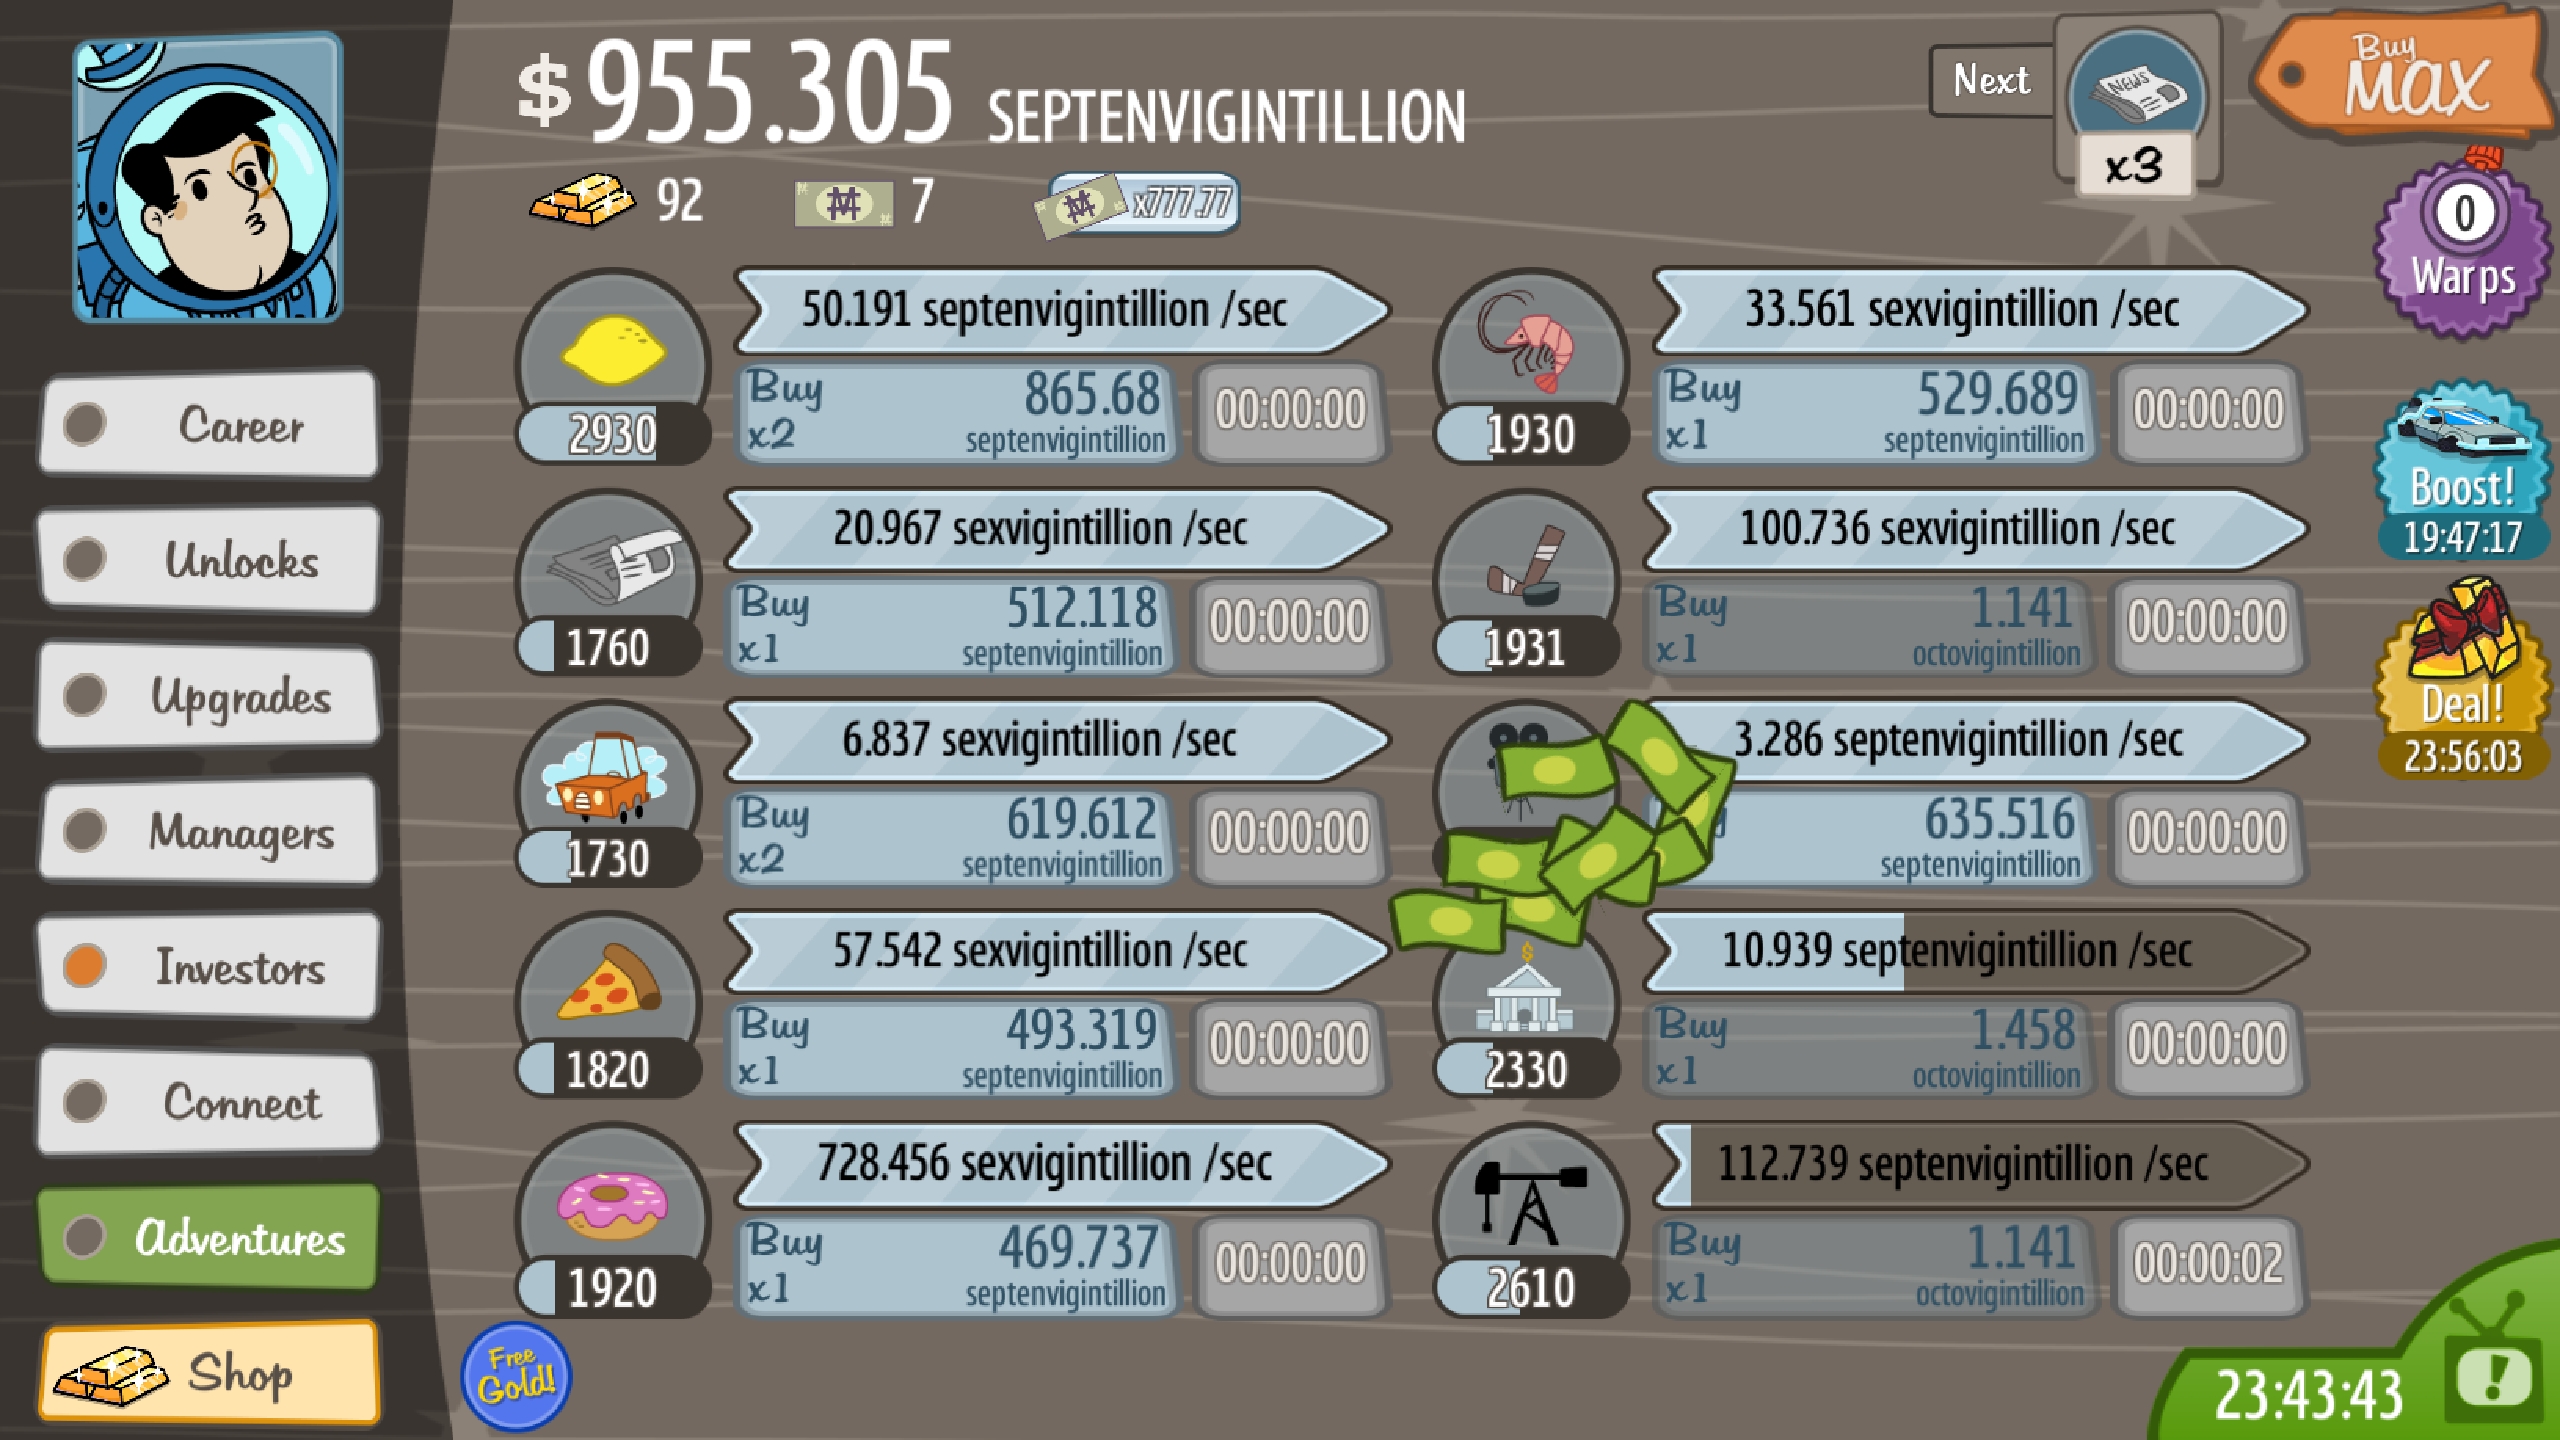 $955.305 SEPTENVIGINTILLION
92
7
x777.77
Next
NEWS
x3
Buy
MAX
0
Warps
Boost!
19:47:17
Deal!
23:56:03
Career
Unlocks
Upgrades
Managers
Investors
Connect
Adventures
Shop
50.191 septenvigintillion /sec
2930
Buy
x2
865.68
septenvigintillion
00:00:00
20.967 sexvigintillion /sec
1760
Buy
x1
512.118
septenvigintillion
00:00:00
6.837 sexvigintillion /sec
1730
Buy
x2
619.612
septenvigintillion
00:00:00
57.542 sexvigintillion /sec
1820
Buy
x1
493.319
septenvigintillion
00:00:00
728.456 sexvigintillion /sec
1920
Buy
x1
469.737
septenvigintillion
00:00:00
33.561 sexvigintillion /sec
1930
Buy
x1
529.689
septenvigintillion
00:00:00
100.736 sexvigintillion /sec
1931
Buy
x1
1.141
octovigintillion
00:00:00
3.286 septenvigintillion /sec
635.516
septenvigintillion
00:00:00
10.939 septenvigintillion /sec
2330
Buy
x1
1.458
octovigintillion
00:00:00
112.739 septenvigintillion /sec
2610
Buy
x1
1.141
octovigintillion
00:00:02
Free
Gold!
23:43:43